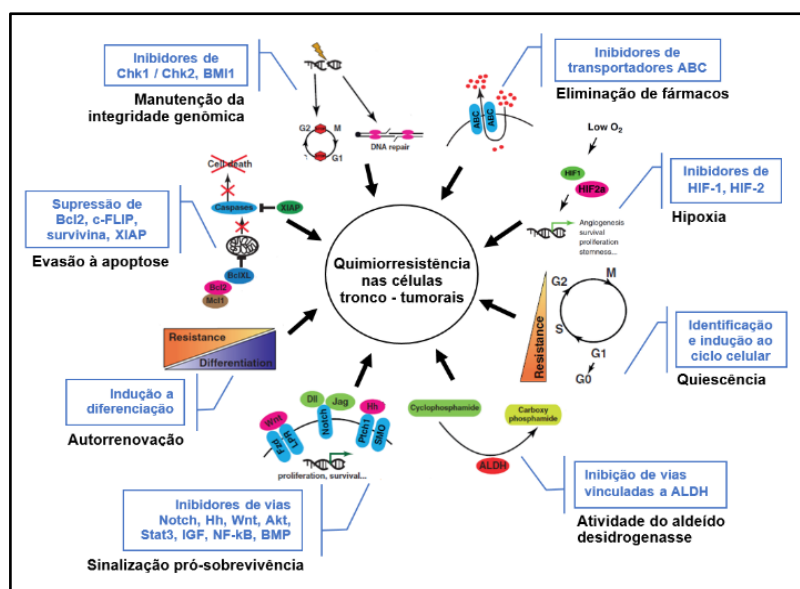 Inibidores de
Chk1 / Chk2, BMI1
Manutenção da
integridade genômica
G2
M
G1
DNA repair
Inibidores de
transportadores ABC
Eliminação de fármacos
ABC
ABC
Low O₂
HIF1
HIF2a
Angiogenesis
survival
proliferation
stemness...
Inibidores de
HIF-1, HIF-2
Hipoxia
Cell death
Caspases
XIAP
BclXL
Bcl2
Mcl1
Supressão de
Bcl2, c-FLIP,
survivina, XIAP
Evasão à apoptose
Quimiorresistência
nas células
tronco - tumorais
Resistance
G2
M
S
G1
G0
Identificação
e indução ao
ciclo celular
Quiescência
Resistance
Differentiation
Indução a
diferenciação
Autorrenovação
Wnt
Fzd
LPR
Dll
Jag
Notch
Hh
Ptch1
SMO
proliferation, survival...
Inibidores de vias
Notch, Hh, Wnt, Akt,
Stat3, IGF, NF-kB, BMP
Sinalização pró-sobrevivência
Cyclophosphamide
Carboxy
phosphamide
ALDH
Inibição de vias
vinculadas a ALDH
Atividade do aldeído
desidrogenasse